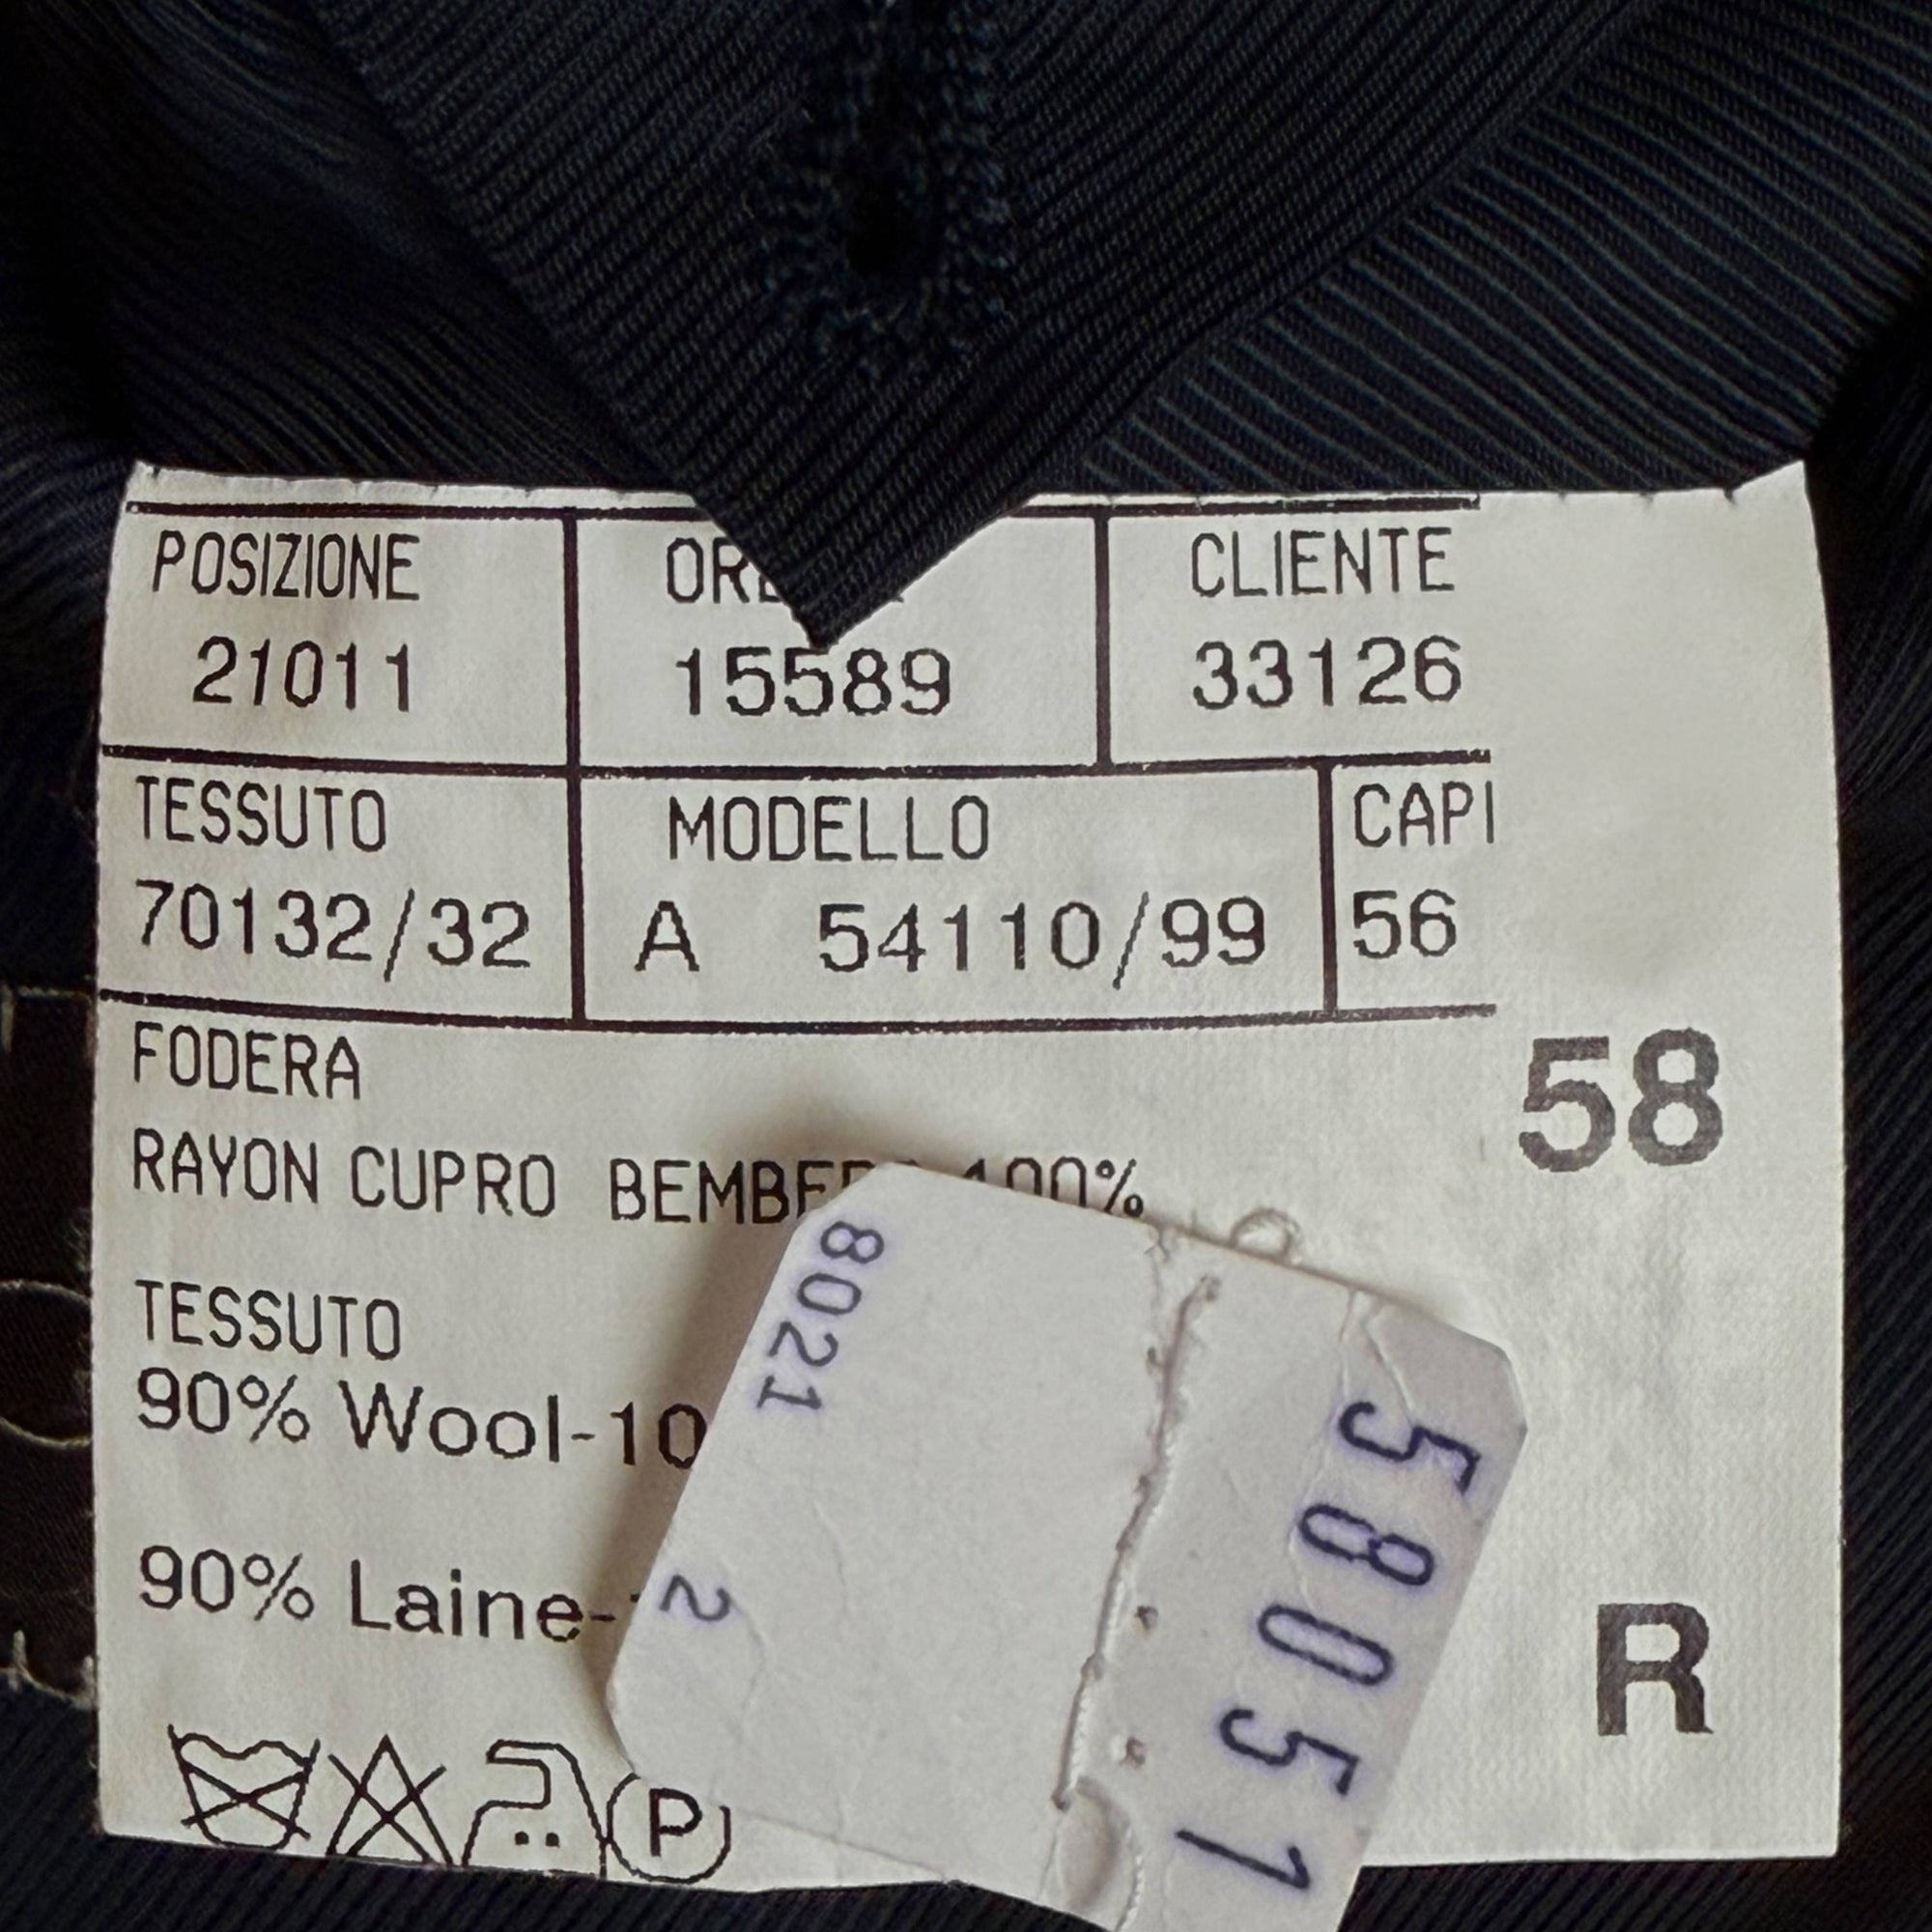 POSIZIONE
CLIENTE
21011
15589
33126
TESSUTO
MODELLO
CAPI
70132/32
A 54110/99
56
FODERA
58
RAYON CUPRO 100%
TESSUTO
90% Wool-10
90% Laine-
R
P
8021
2
58051